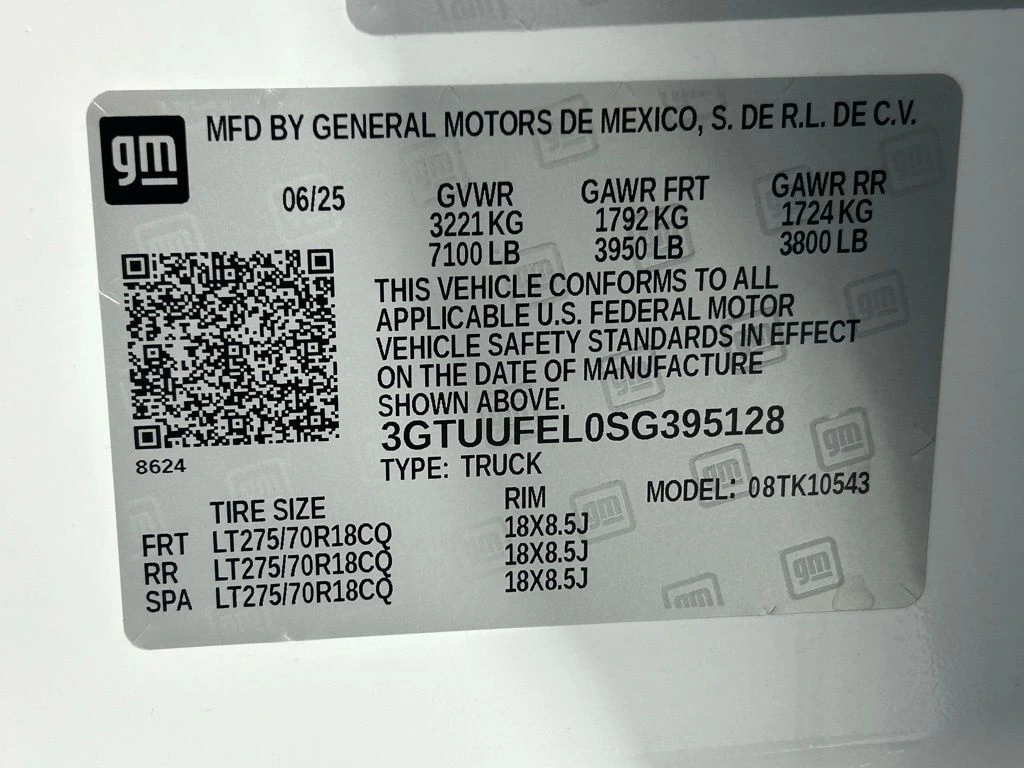 gm
MFD BY GENERAL MOTORS DE MEXICO, S. DE R.L. DE C.V.
06/25 GVWR GAWR FRT GAWR RR
3221 KG 1792 KG 1724 KG
7100 LB 3950 LB 3800 LB
THIS VEHICLE CONFORMS TO ALL
APPLICABLE U.S. FEDERAL MOTOR
VEHICLE SAFETY STANDARDS IN EFFECT
ON THE DATE OF MANUFACTURE
SHOWN ABOVE.
3GTUUFEL0SG395128
8624
TYPE: TRUCK
TIRE SIZE RIM MODEL: 08TK10543
FRT LT275/70R18CQ 18X8.5J
RR LT275/70R18CQ 18X8.5J
SPA LT275/70R18CQ 18X8.5J